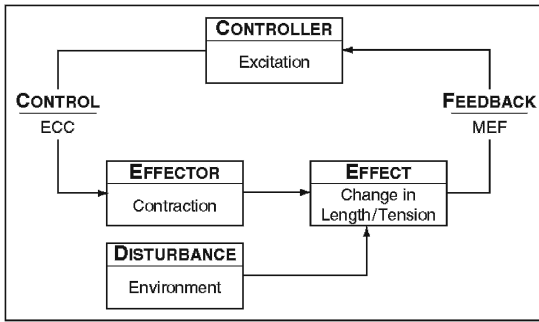 CONTROLLER
Excitation
CONTROL
ECC
FEEDBACK
MEF
EFFECTOR
Contraction
EFFECT
Change in
Length/Tension
DISTURBANCE
Environment